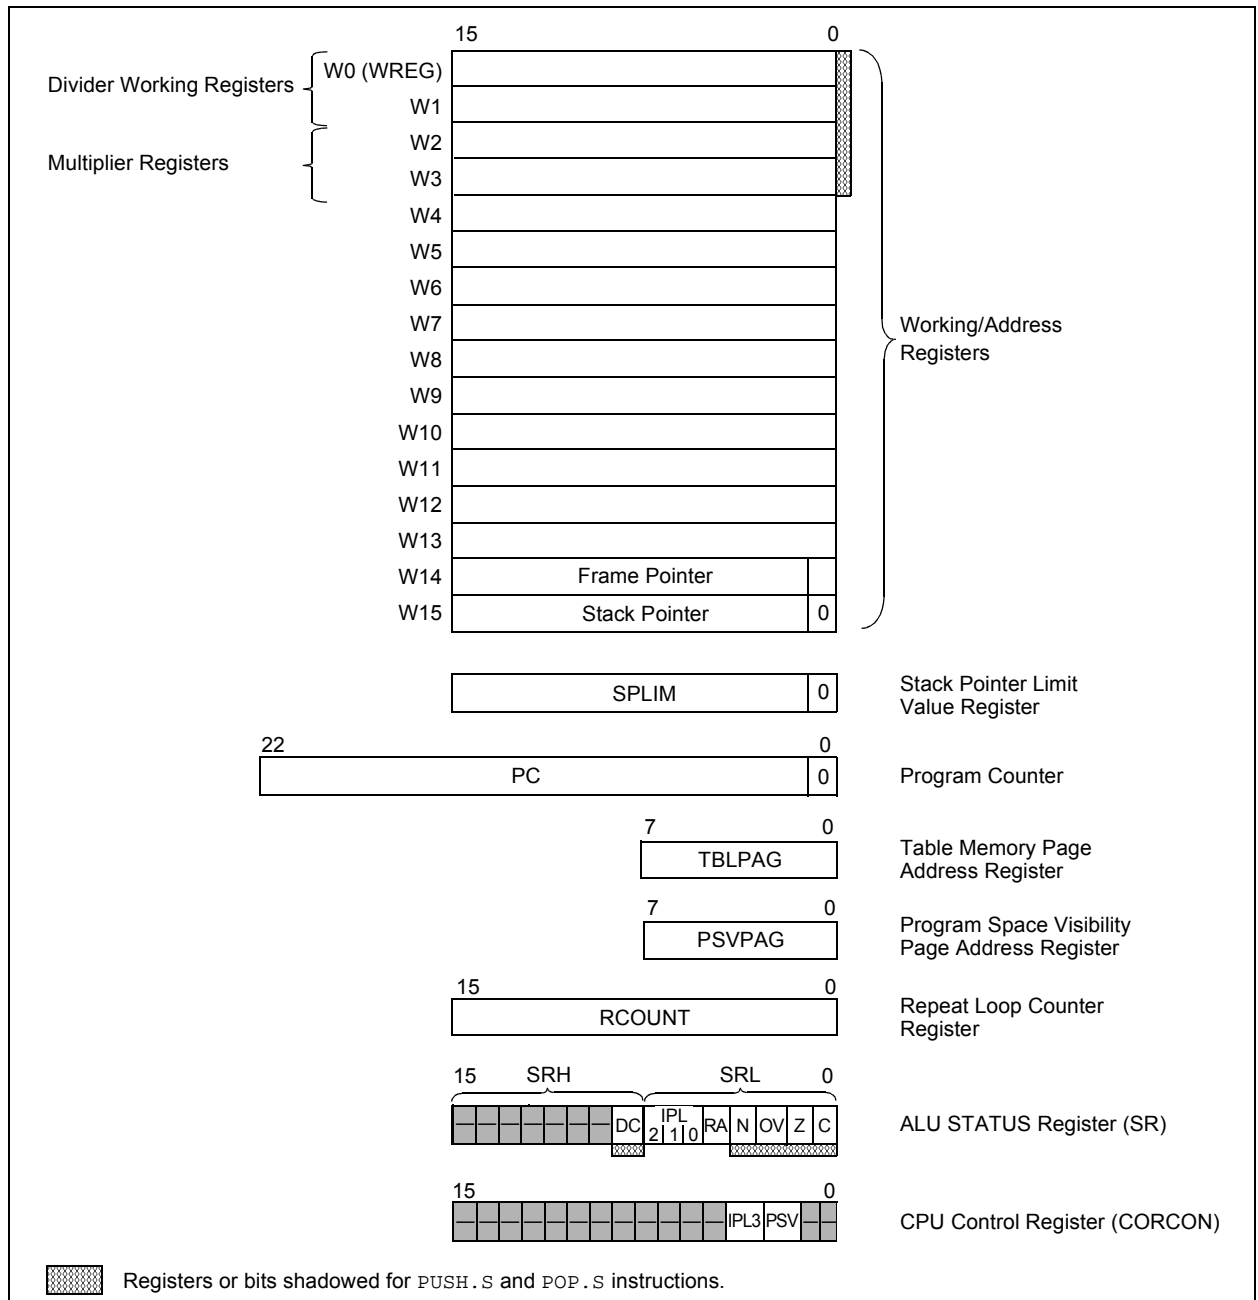 15 0
Divider Working Registers
W0 (WREG)
W1
Multiplier Registers
W2
W3
W4
W5
W6
W7
Working/Address
Registers
W8
W9
W10
W11
W12
W13
W14 Frame Pointer
W15 Stack Pointer 0
SPLIM 0
Stack Pointer Limit
Value Register
22 0
PC 0 Program Counter
7 0
TBLPAG
Table Memory Page
Address Register
7 0
PSVPAG
Program Space Visibility
Page Address Register
15 0
RCOUNT
Repeat Loop Counter
Register
15 SRH SRL 0
— — — — — — — DC IPL 2 1 0 RA N OV Z C ALU STATUS Register (SR)
15 0
— — — — — — — — — — — — IPL3 PSV — — CPU Control Register (CORCON)
Registers or bits shadowed for PUSH.S and POP.S instructions.